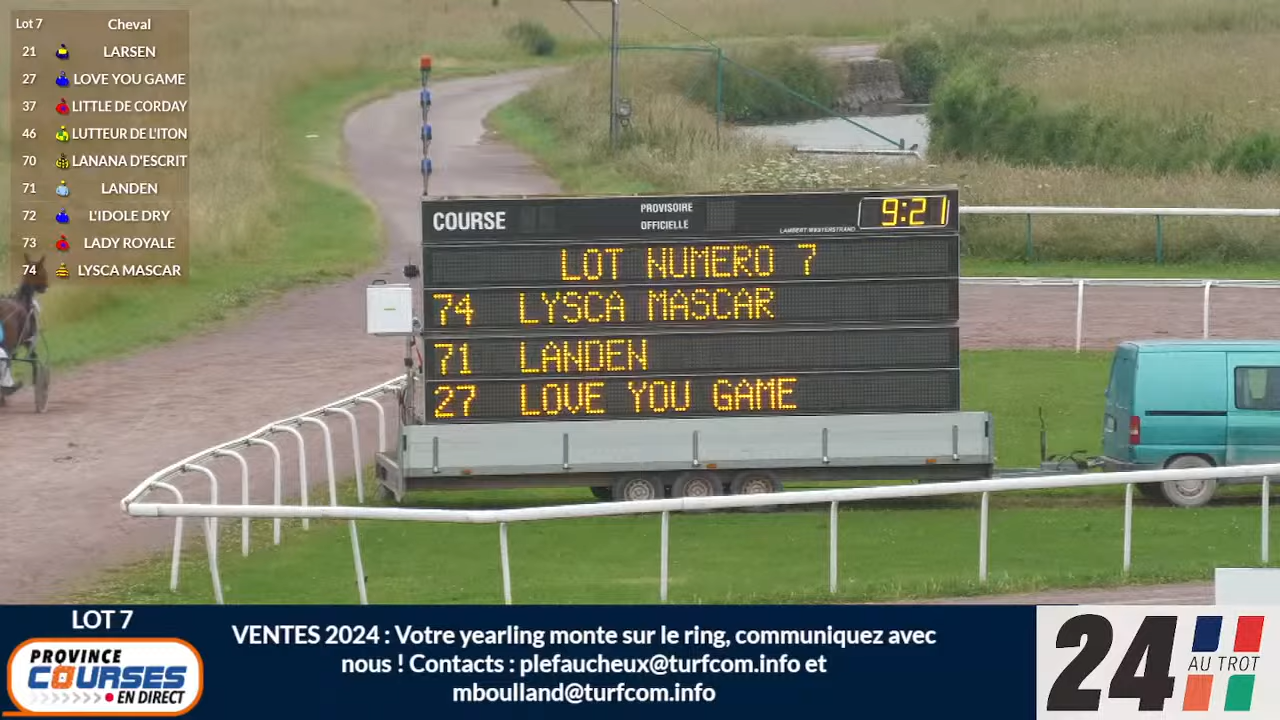 Lot 7 Cheval
21 LARSEN
27 LOVE YOU GAME
37 LITTLE DE CORDAY
46 LUTTEUR DE L'ITON
70 LANANA D'ESCRIT
71 LANDEN
72 L'IDOLE DRY
73 LADY ROYALE
74 LYSCA MASCAR
COURSE
PROVISOIRE
OFFICIELLE
9:21
LOT NUMERO 7
74 LYSCA MASCAR
71 LANDEN
27 LOVE YOU GAME
LOT 7
PROVINCE
COURSES
EN DIRECT
VENTES 2024 : Votre yearling monte sur le ring, communiquez avec
nous ! Contacts : plefaucheux@turfcom.info et
mboulland@turfcom.info
24
AU TROT